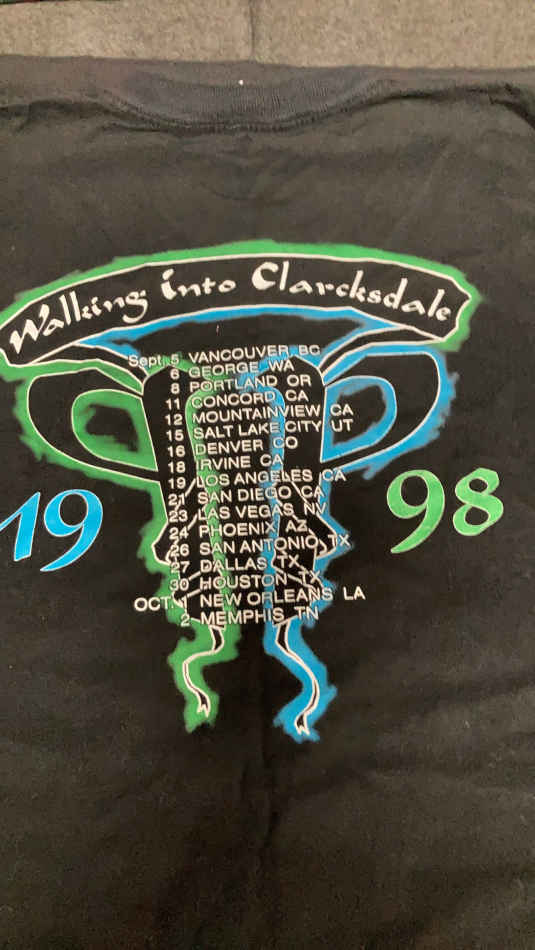 Walking into Clarcksdale
Sept. 5 VANCOUVER, BC
6 GEORGE, WA
8 PORTLAND OR
11 CONCORD CA
12 MOUNTAINVIEW CA
15 SALT LAKE CITY UT
16 DENVER CO
18 IRVINE CA
19 LOS ANGELES CA
21 SAN DIEGO CA
23 LAS VEGAS NV
24 PHOENIX AZ
26 SAN ANTONIO, TX
27 DALLAS TX
30 HOUSTON TX
OCT. 1 NEW ORLEANS LA
2 MEMPHIS TN
19 98